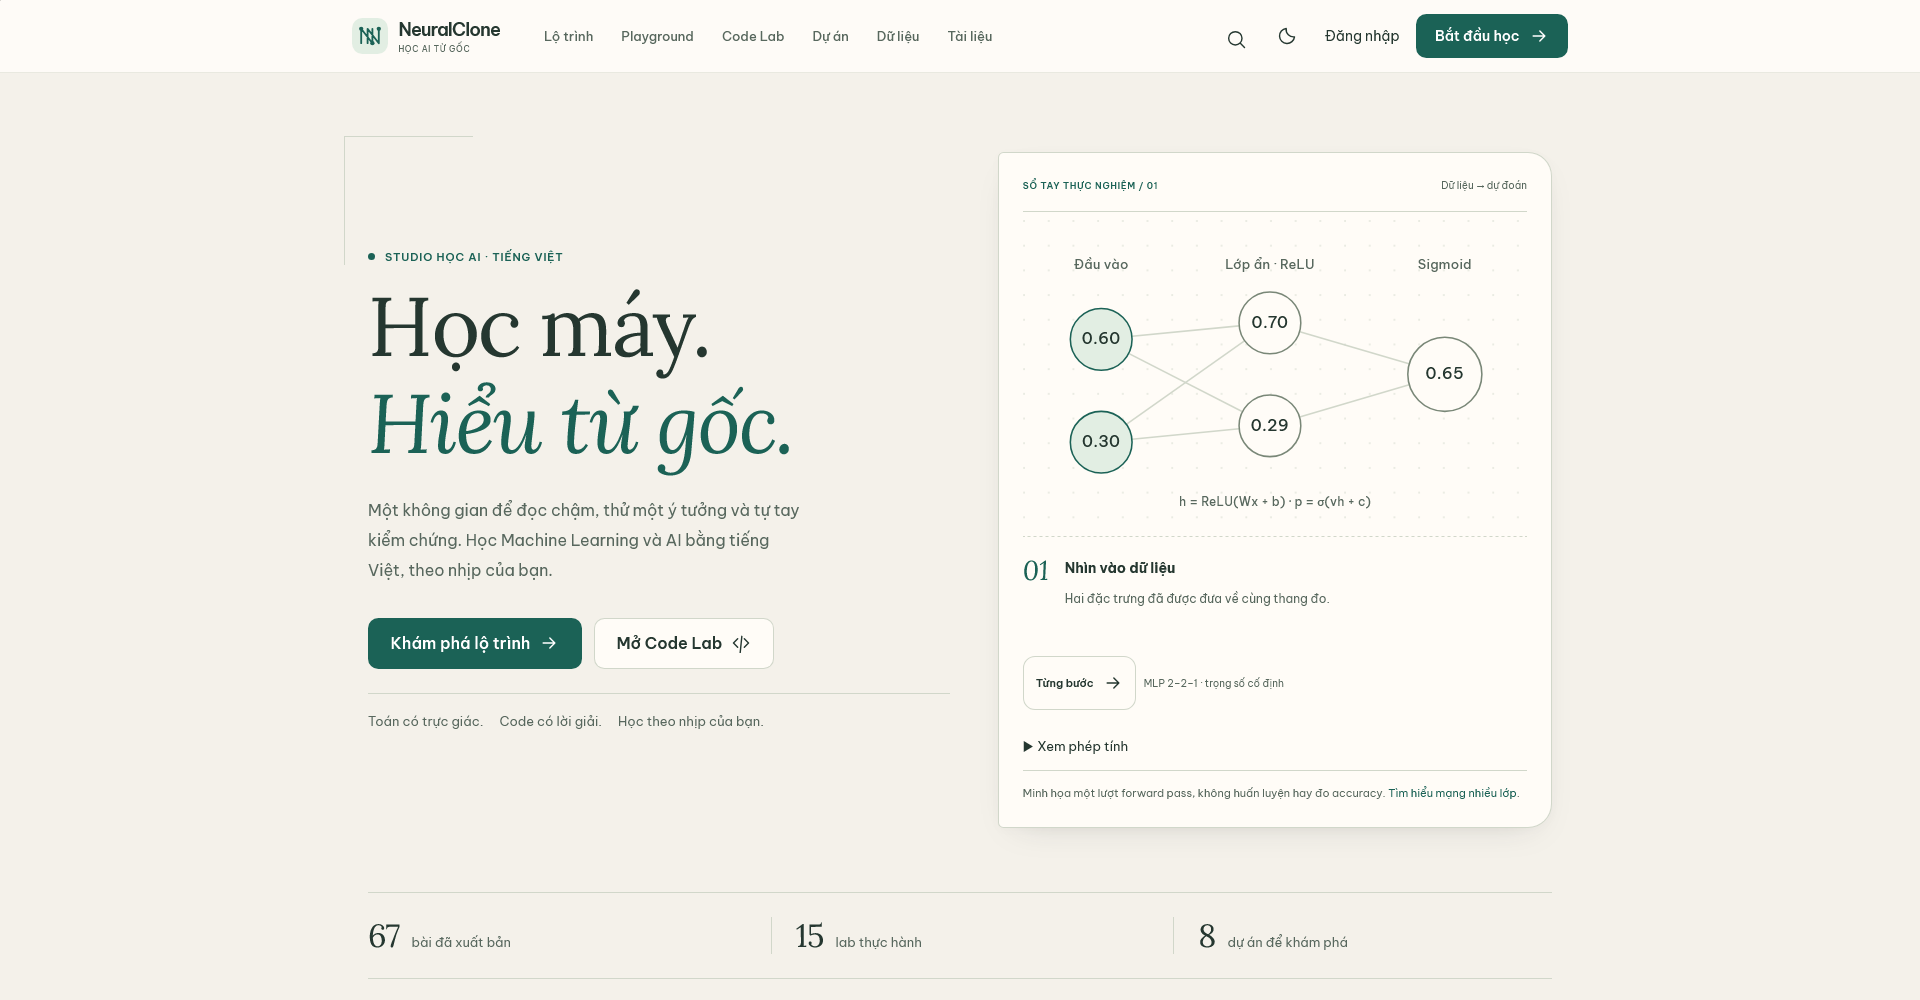 NeuralClone
HỌC AI TỪ GỐC
Lộ trình
Playground
Code Lab
Dự án
Dữ liệu
Tài liệu
Đăng nhập
Bắt đầu học
STUDIO HỌC AI · TIẾNG VIỆT
Học máy.
Hiểu từ gốc.
Một không gian để đọc chậm, thử một ý tưởng và tự tay
kiểm chứng. Học Machine Learning và AI bằng tiếng
Việt, theo nhịp của bạn.
Khám phá lộ trình
Mở Code Lab
Toán có trực giác. Code có lời giải. Học theo nhịp của bạn.
SỔ TAY THỰC NGHIỆM / 01
Dữ liệu → dự đoán
Đầu vào
Lớp ẩn · ReLU
Sigmoid
0.60
0.70
0.65
0.30
0.29
h = ReLU(Wx + b) · p = σ(vh + c)
01 Nhìn vào dữ liệu
Hai đặc trưng đã được đưa về cùng thang đo.
Từng bước
MLP 2–2–1 · trọng số cố định
Xem phép tính
Minh họa một lượt forward pass, không huấn luyện hay đo accuracy. Tìm hiểu mạng nhiều lớp.
67 bài đã xuất bản
15 lab thực hành
8 dự án để khám phá